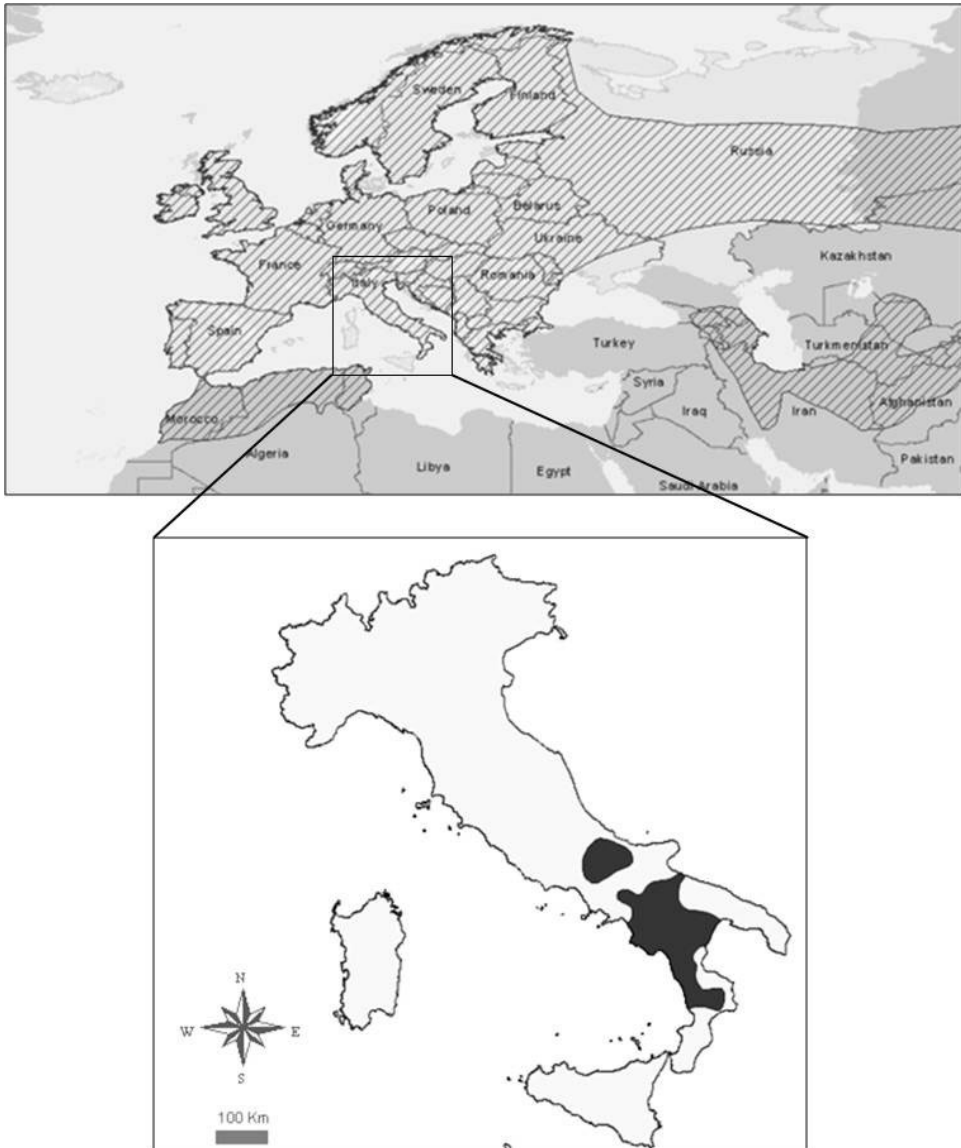 Sweden
Finland
Russia
Belarus
Poland
Germany
Ukraine
Kazakhstan
France
Romania
Italy
Spain
Turkey
Turkmenistan
Syria
Afghanistan
Iraq
Iran
Morocco
Algeria
Libya
Egypt
Pakistan
Saudi Arabia
N
W E
S
100 Km